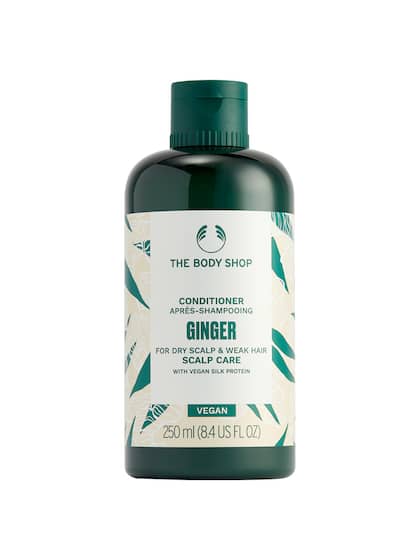 THE BODY SHOP
CONDITIONER
APRÈS-SHAMPOOING
GINGER
FOR DRY SCALP & WEAK HAIR
SCALP CARE
WITH VEGAN SILK PROTEIN
VEGAN
250 ml (8.4 US FL OZ)